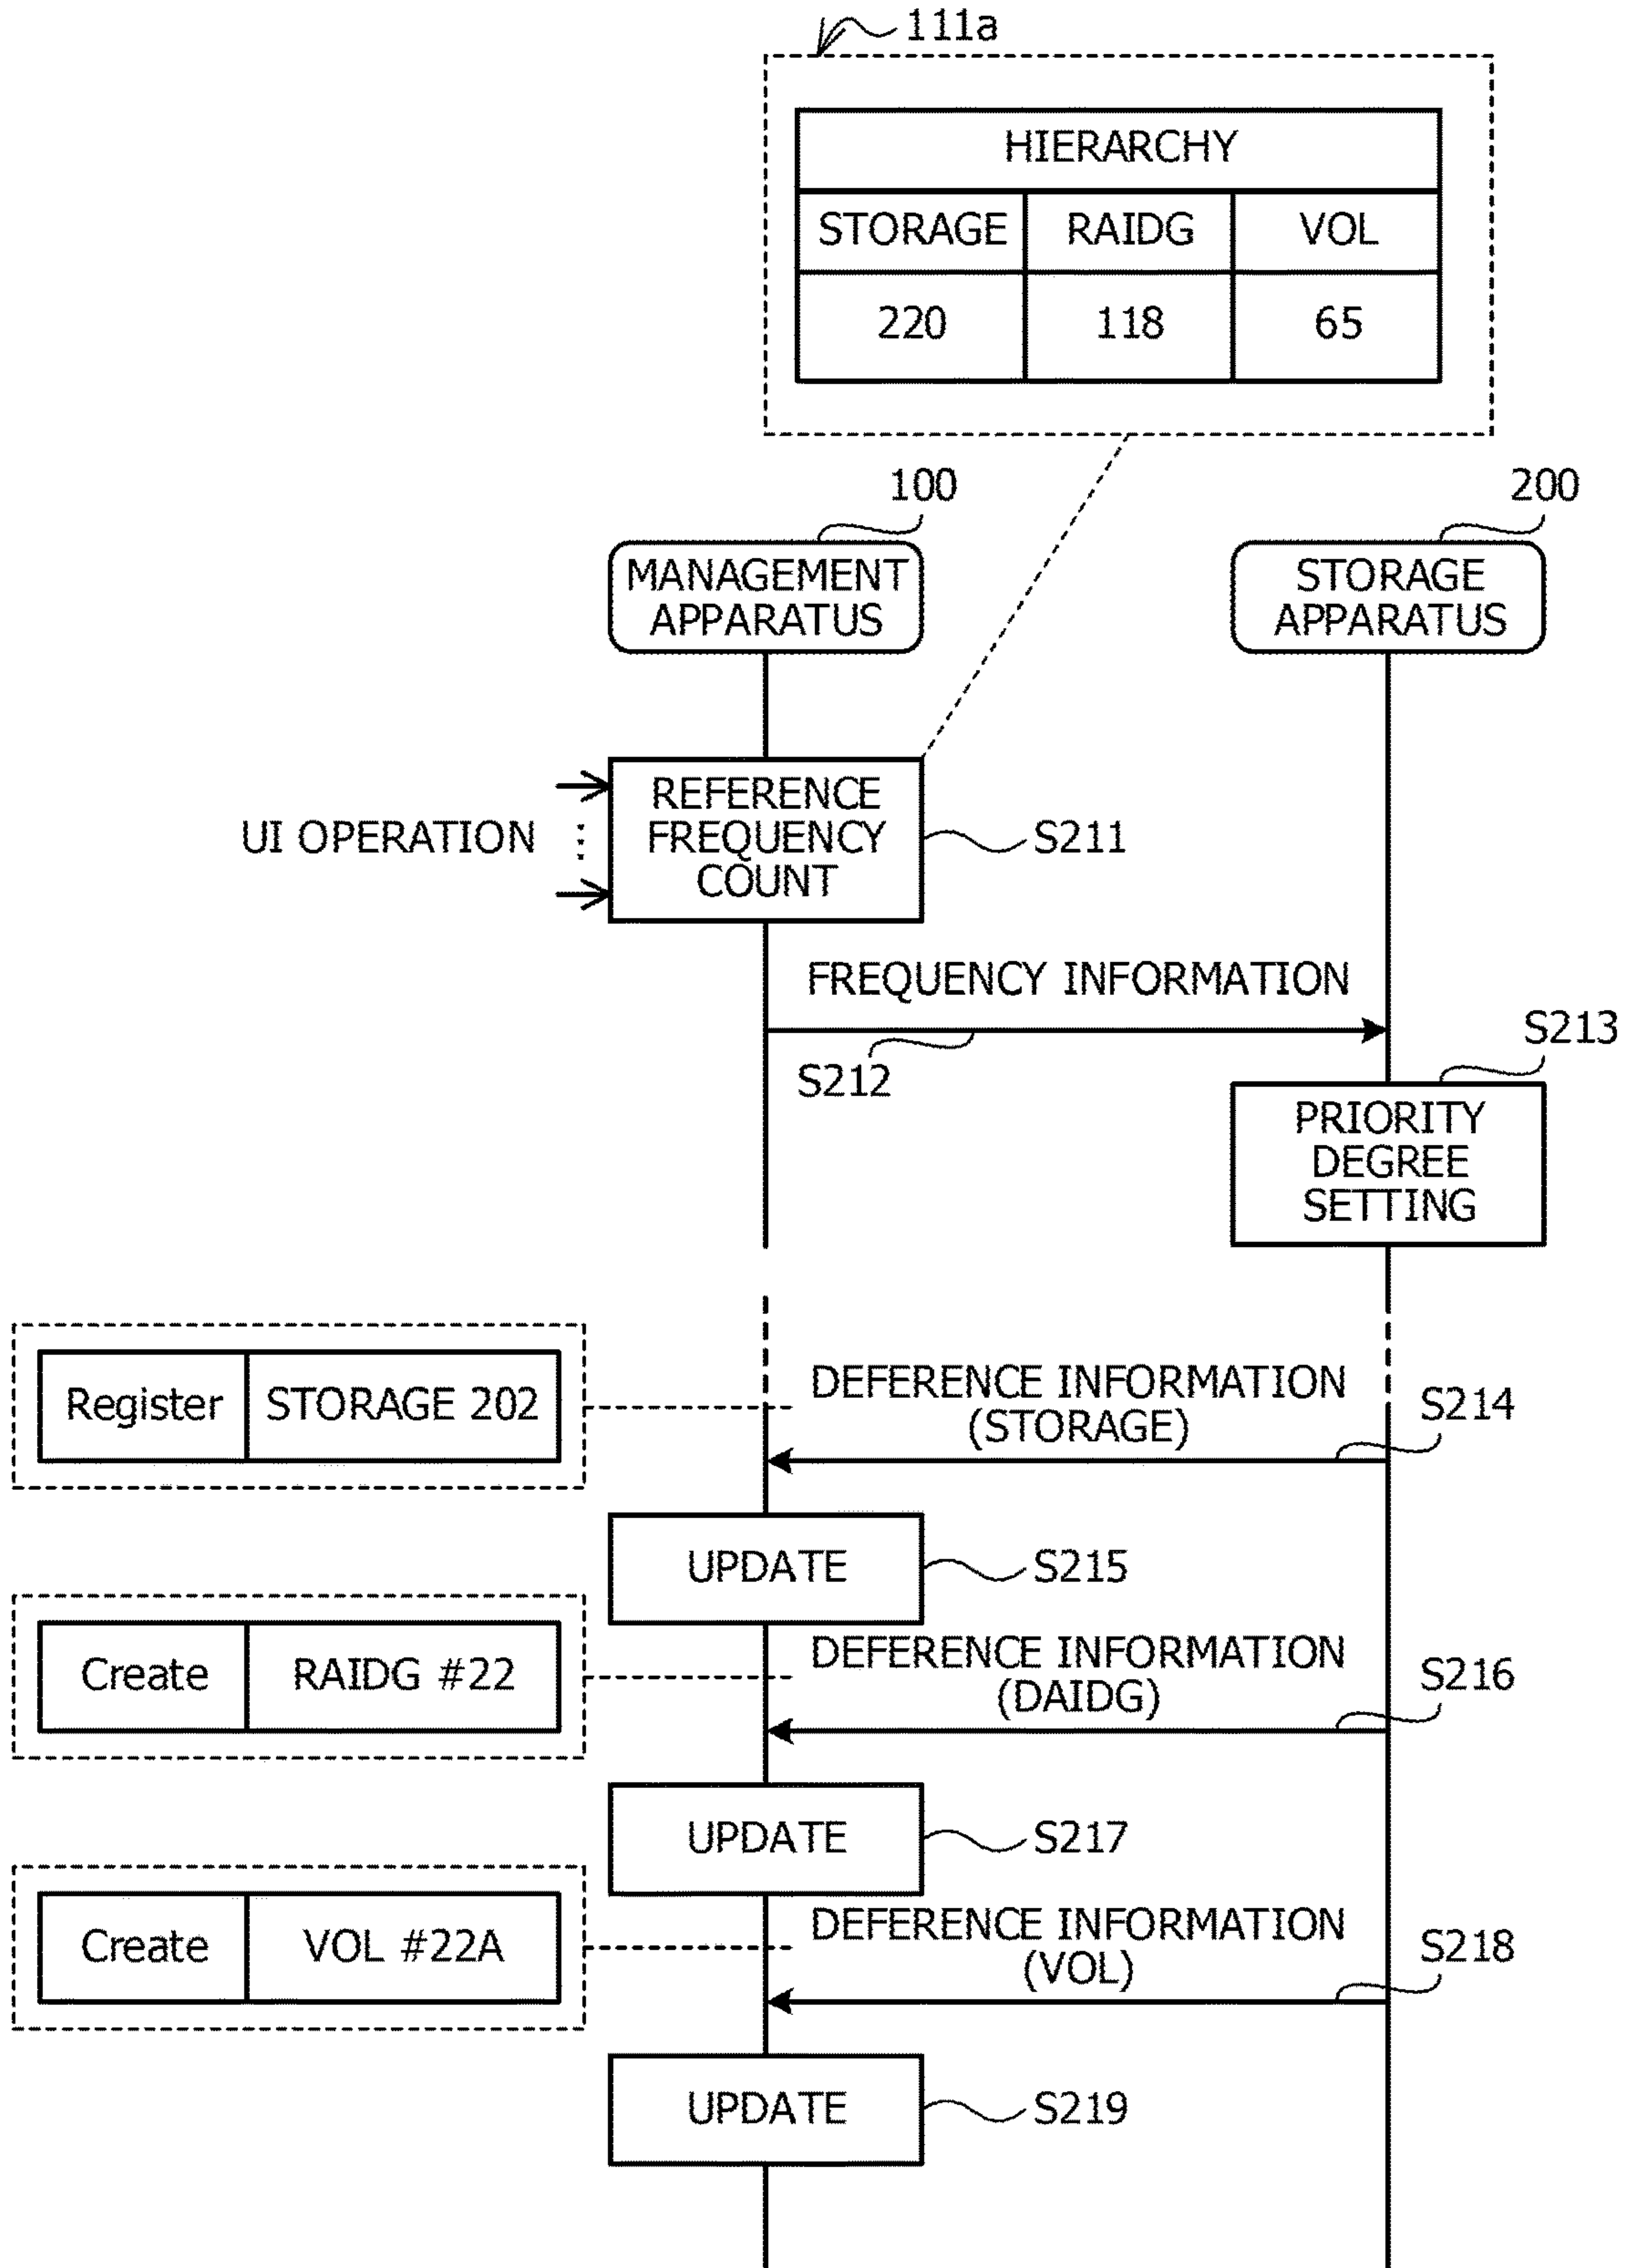 111a
HIERARCHY
STORAGE RAIDG VOL
220 118 65
100
200
MANAGEMENT
APPARATUS
STORAGE
APPARATUS
UI OPERATION
REFERENCE
FREQUENCY
COUNT
S211
FREQUENCY INFORMATION
S212
S213
PRIORITY
DEGREE
SETTING
Register STORAGE 202
DEFERENCE INFORMATION
(STORAGE)
S214
UPDATE
S215
Create RAIDG #22
DEFERENCE INFORMATION
(DAIDG)
S216
UPDATE
S217
Create VOL #22A
DEFERENCE INFORMATION
(VOL)
S218
UPDATE
S219